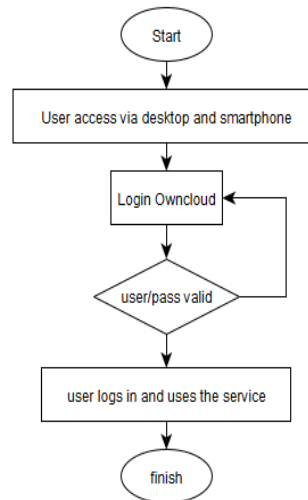 Start
User access via desktop and smartphone
Login Owncloud
user/pass valid
user logs in and uses the service
finish